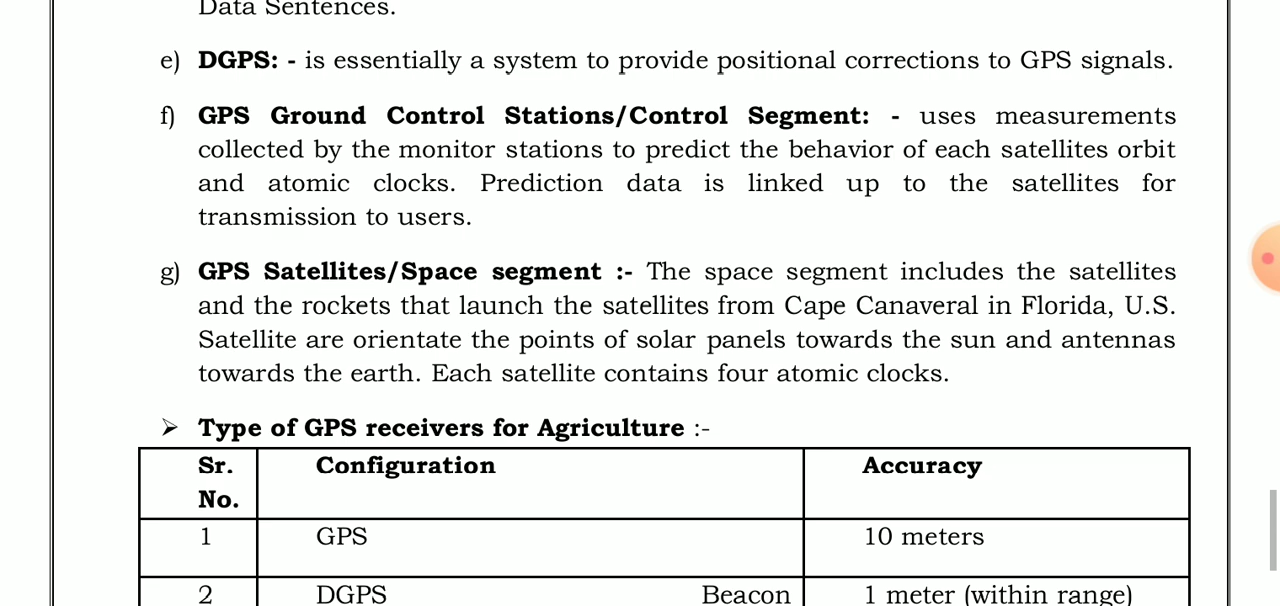 Data Sentences.
e) DGPS: - is essentially a system to provide positional corrections to GPS signals.
f) GPS Ground Control Stations/Control Segment: - uses measurements
collected by the monitor stations to predict the behavior of each satellites orbit
and atomic clocks. Prediction data is linked up to the satellites for
transmission to users.
g) GPS Satellites/Space segment :- The space segment includes the satellites
and the rockets that launch the satellites from Cape Canaveral in Florida, U.S.
Satellite are orientate the points of solar panels towards the sun and antennas
towards the earth. Each satellite contains four atomic clocks.
➢ Type of GPS receivers for Agriculture :-
Sr. Configuration Accuracy
No.
1 GPS 10 meters
2 DGPS Beacon 1 meter (within range)